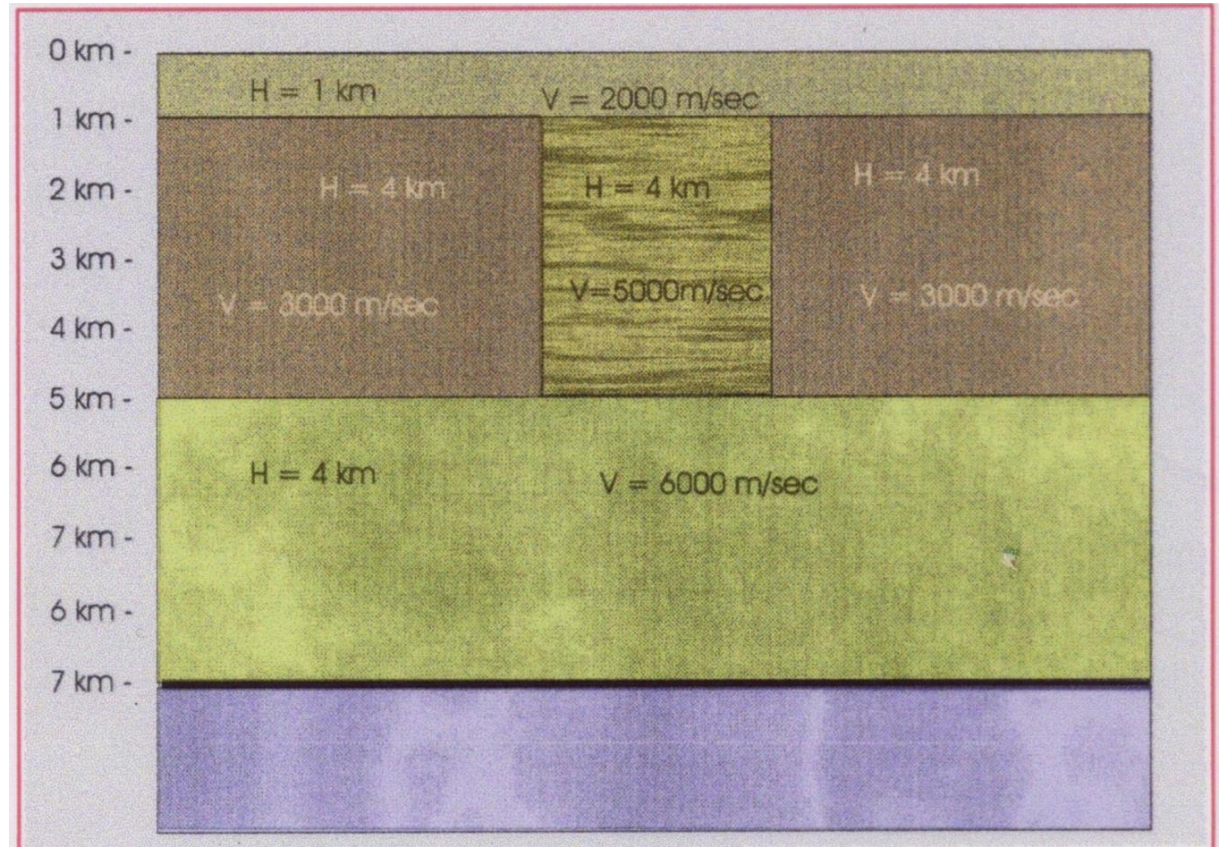 0 km -
H = 1 km
V = 2000 m/sec
1 km -
2 km -
H = 4 km
H = 4 km
H = 4 km
3 km -
V = 3000 m/sec
V=5000m/sec
V = 3000 m/sec
4 km -
5 km -
6 km -
H = 4 km
V = 6000 m/sec
7 km -
6 km -
7 km -